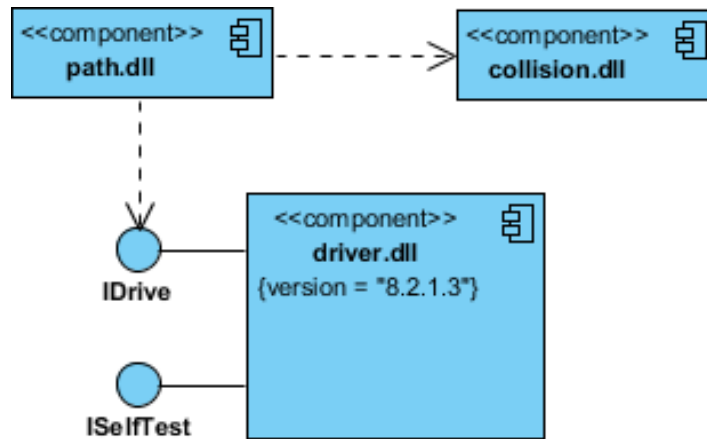 <<component>>
path.dll
<<component>>
collision.dll
<<component>>
driver.dll
{version = "8.2.1.3"}
IDrive
ISelfTest